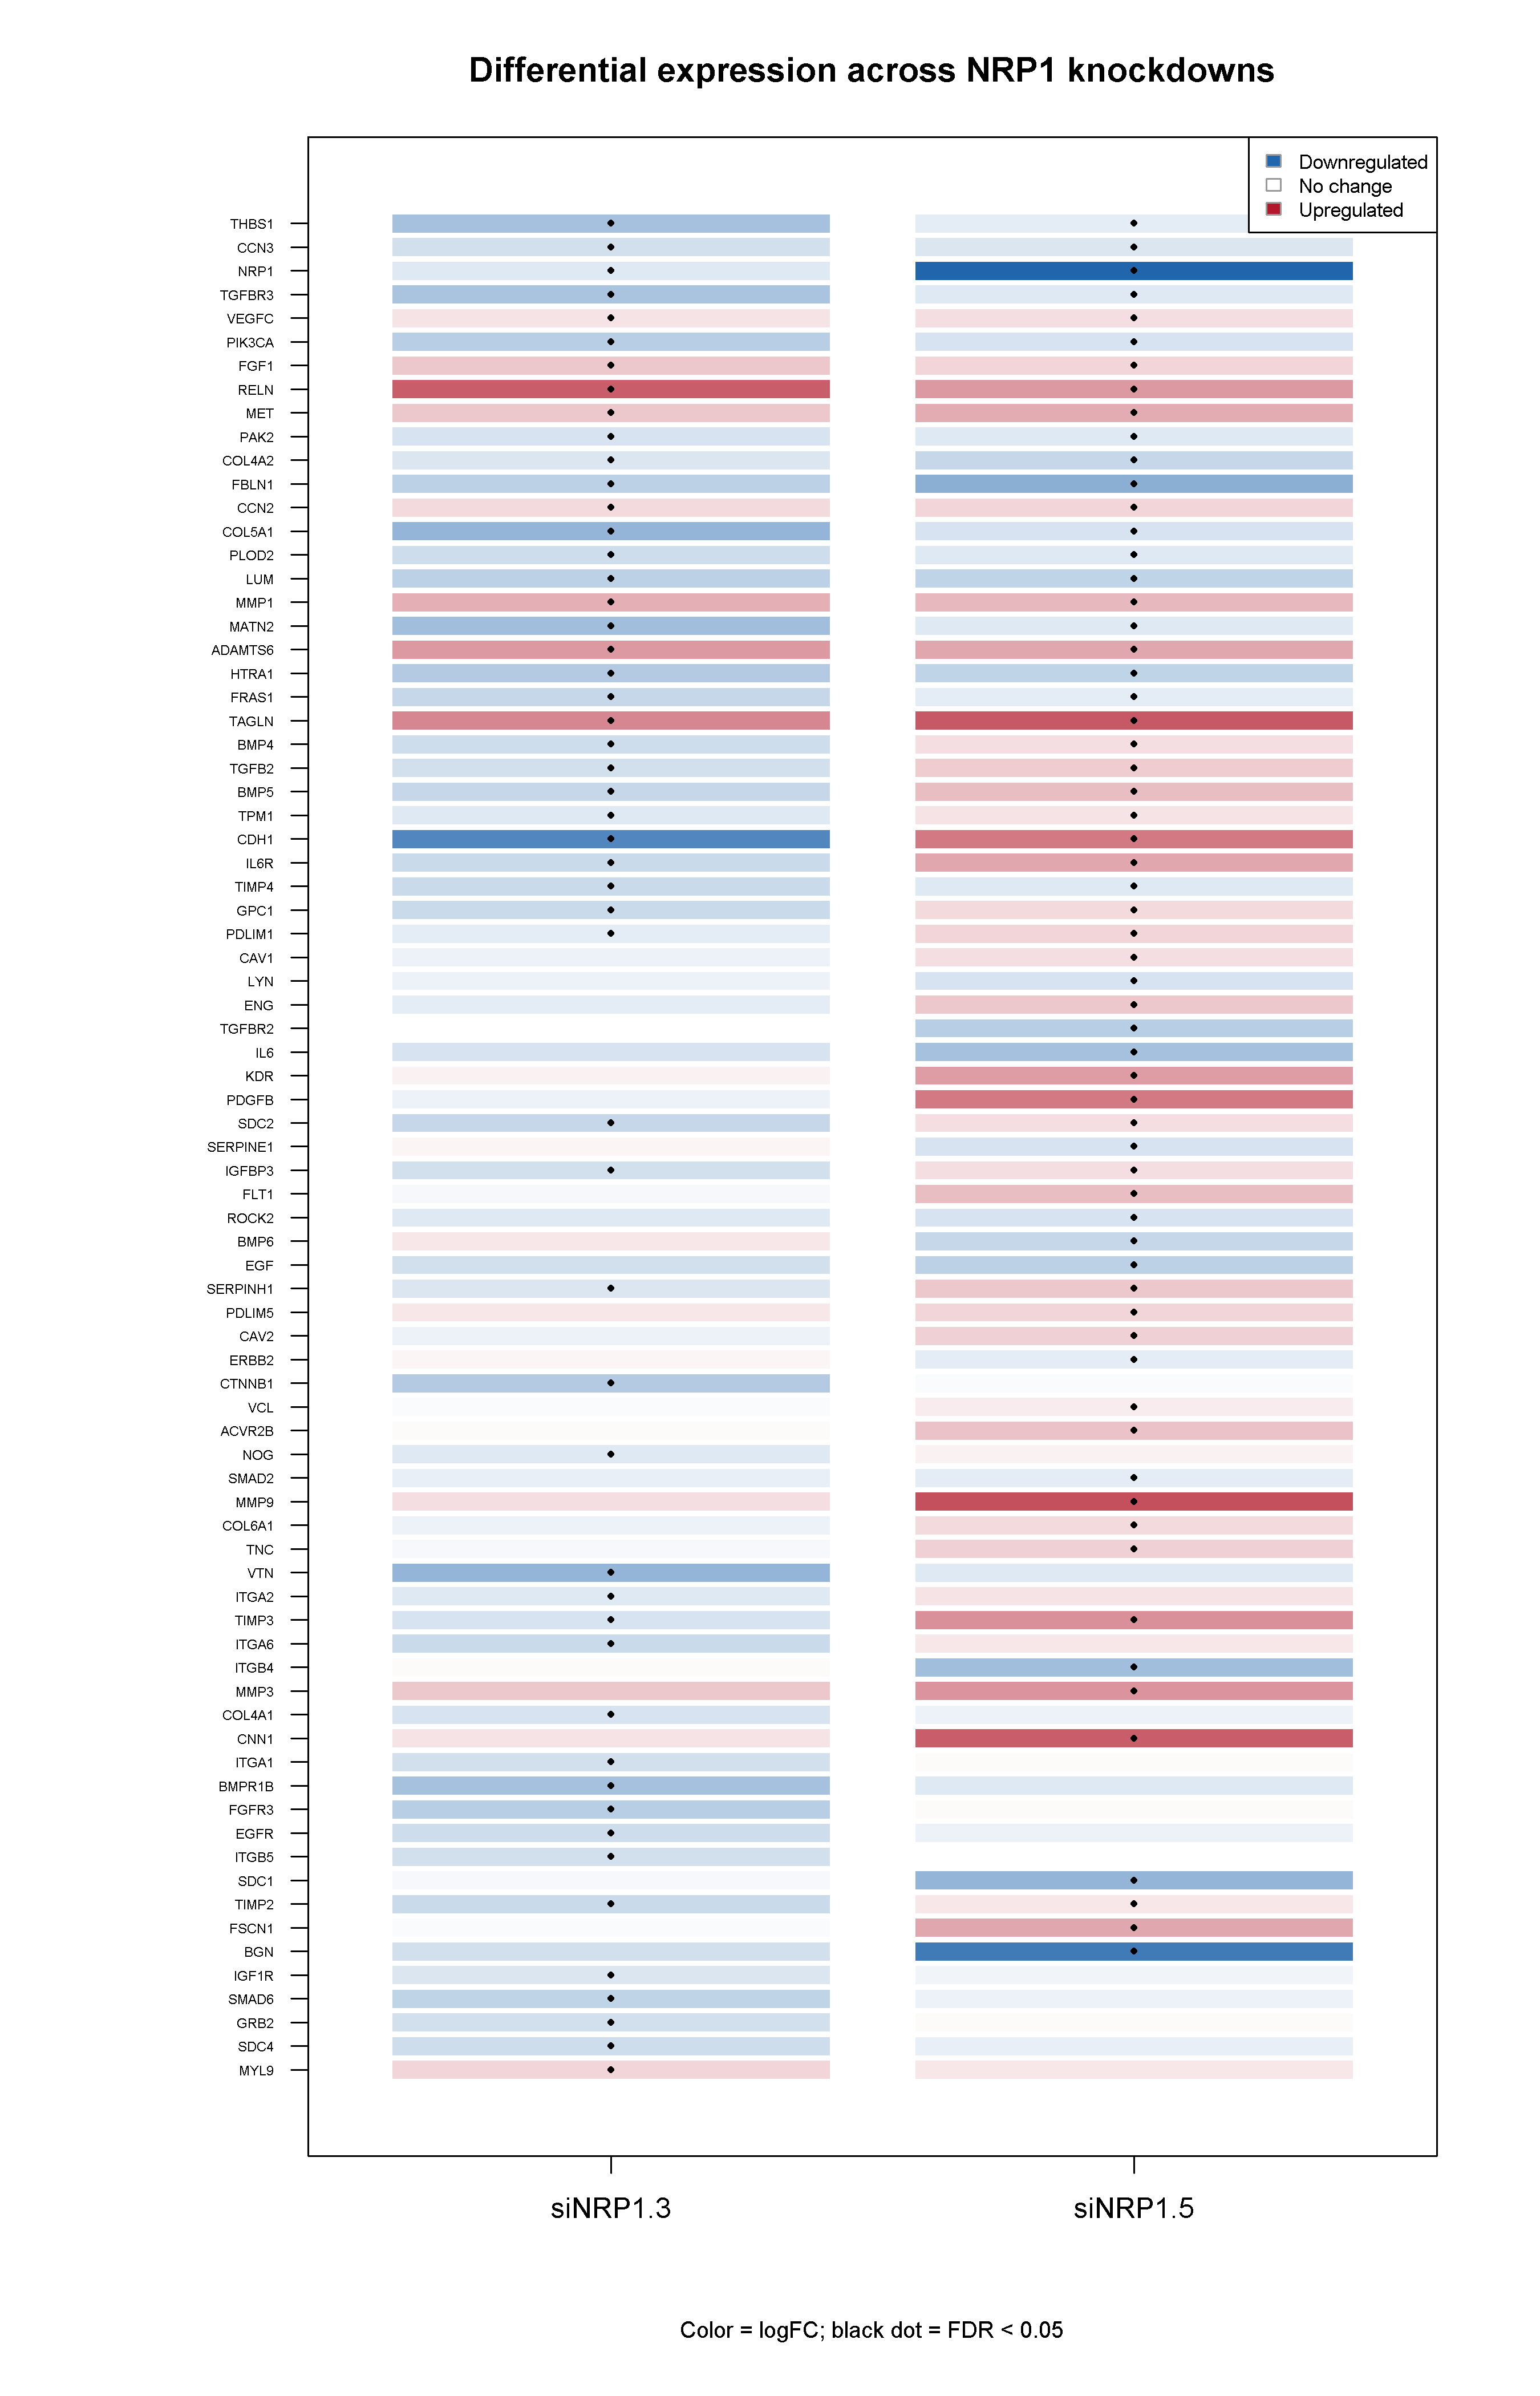 Differential expression across NRP1 knockdowns
Downregulated
No change
Upregulated
THBS1
CCN3
NRP1
TGFBR3
VEGFC
PIK3CA
FGF1
RELN
MET
PAK2
COL4A2
FBLN1
CCN2
COL5A1
PLOD2
LUM
MMP1
MATN2
ADAMTS6
HTRA1
FRAS1
TAGLN
BMP4
TGFB2
BMP5
TPM1
CDH1
IL6R
TIMP4
GPC1
PDLIM1
CAV1
LYN
ENG
TGFBR2
IL6
KDR
PDGFB
SDC2
SERPINE1
IGFBP3
FLT1
ROCK2
BMP6
EGF
SERPINH1
PDLIM5
CAV2
ERBB2
CTNNB1
VCL
ACVR2B
NOG
SMAD2
MMP9
COL6A1
TNC
VTN
ITGA2
TIMP3
ITGA6
ITGB4
MMP3
COL4A1
CNN1
ITGA1
BMPR1B
FGFR3
EGFR
ITGB5
SDC1
TIMP2
FSCN1
BGN
IGF1R
SMAD6
GRB2
SDC4
MYL9
siNRP1.3
siNRP1.5
Color = logFC; black dot = FDR < 0.05